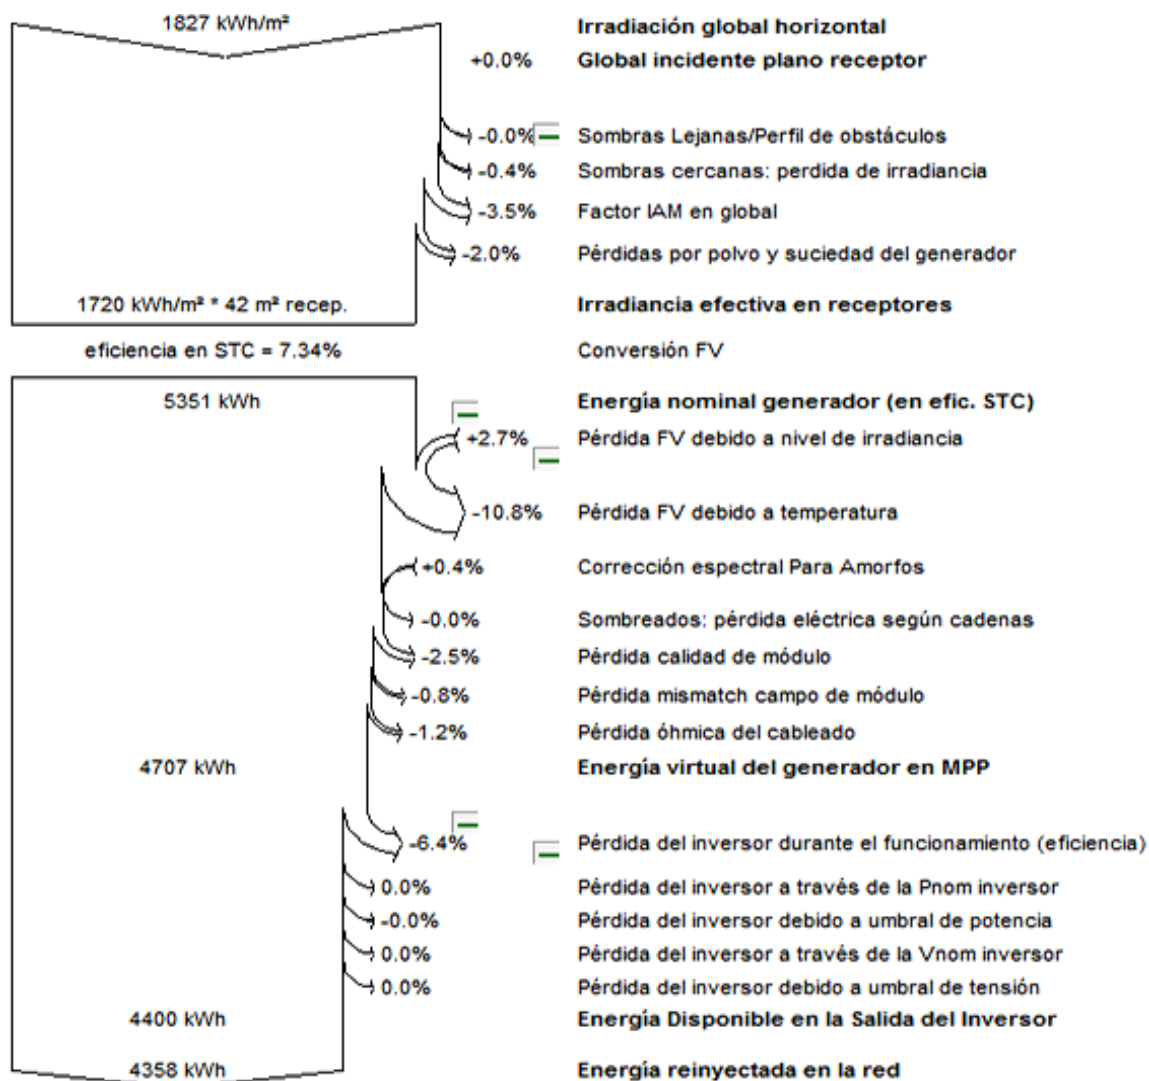 1827 kWh/m² Irradiación global horizontal
+0.0% Global incidente plano receptor
-0.0% Sombras Lejanas/Perfil de obstáculos
-0.4% Sombras cercanas: perdida de irradiancia
-3.5% Factor IAM en global
-2.0% Pérdidas por polvo y suciedad del generador
1720 kWh/m² * 42 m² recep. Irradiancia efectiva en receptores
eficiencia en STC = 7.34% Conversión FV
5351 kWh Energía nominal generador (en efic. STC)
+2.7% Pérdida FV debido a nivel de irradiancia
-10.8% Pérdida FV debido a temperatura
+0.4% Corrección espectral Para Amorfos
-0.0% Sombreados: pérdida eléctrica según cadenas
-2.5% Pérdida calidad de módulo
-0.8% Pérdida mismatch campo de módulo
-1.2% Pérdida óhmica del cableado
4707 kWh Energía virtual del generador en MPP
-6.4% Pérdida del inversor durante el funcionamiento (eficiencia)
0.0% Pérdida del inversor a través de la Pnom inversor
-0.0% Pérdida del inversor debido a umbral de potencia
0.0% Pérdida del inversor a través de la Vnom inversor
0.0% Pérdida del inversor debido a umbral de tensión
4400 kWh Energía Disponible en la Salida del Inversor
4358 kWh Energía reinyectada en la red